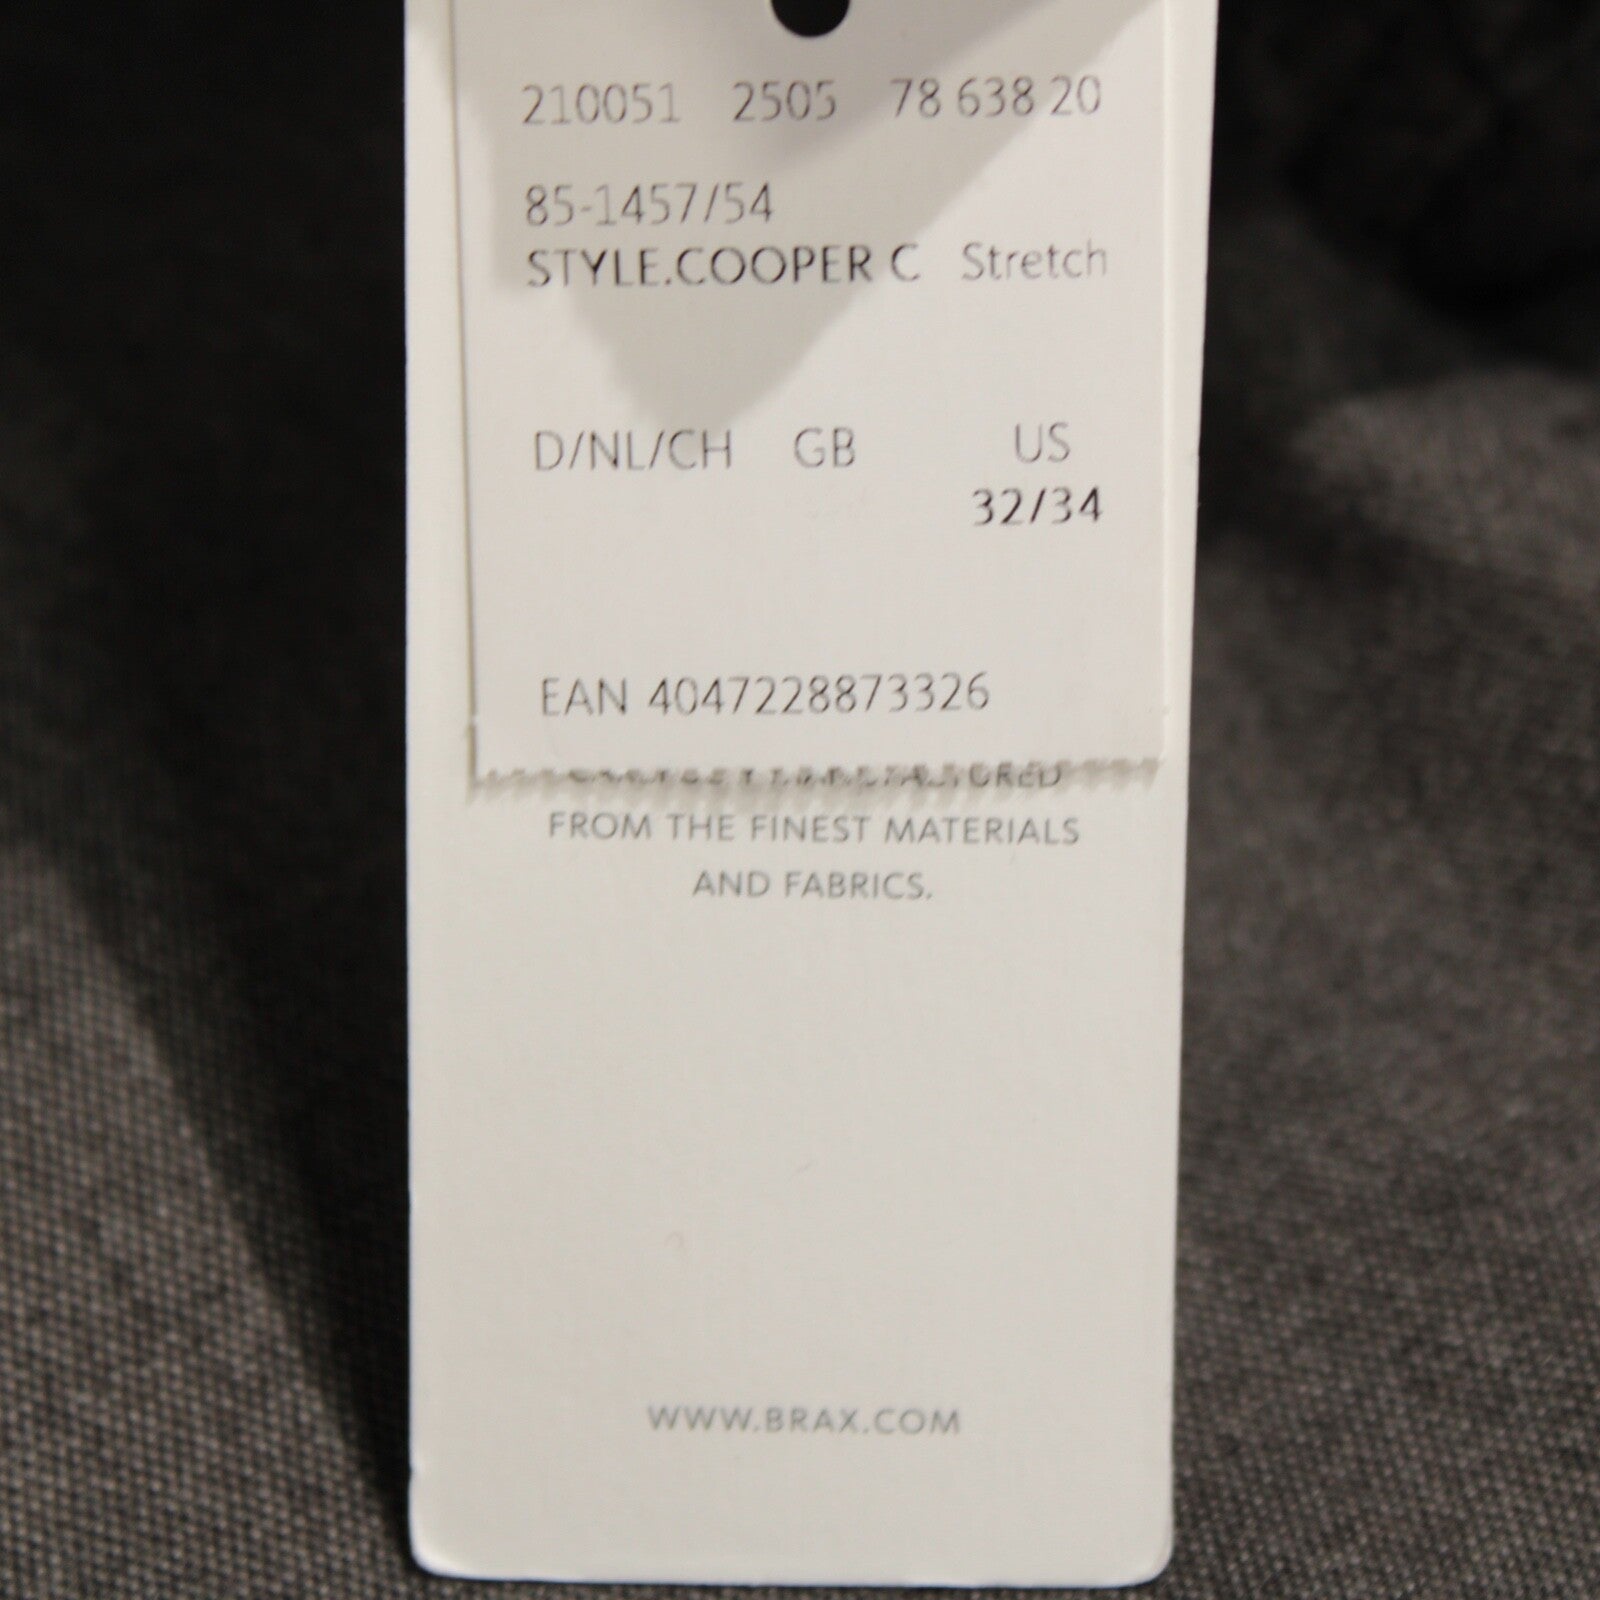 210051 2505 78 638 20
85-1457/54
STYLE.COOPER C Stretch
D/NL/CH GB US
32/34
EAN 4047228873326
FROM THE FINEST MATERIALS
AND FABRICS.
WWW.BRAX.COM